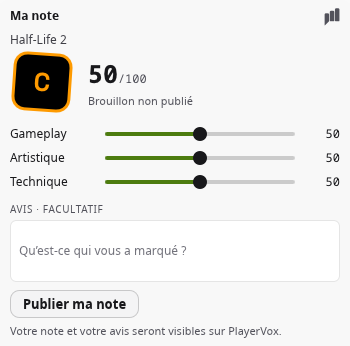 Ma note
Half-Life 2
C
50/100
Brouillon non publié
Gameplay 50
Artistique 50
Technique 50
AVIS · FACULTATIF
Qu’est-ce qui vous a marqué ?
Publier ma note
Votre note et votre avis seront visibles sur PlayerVox.